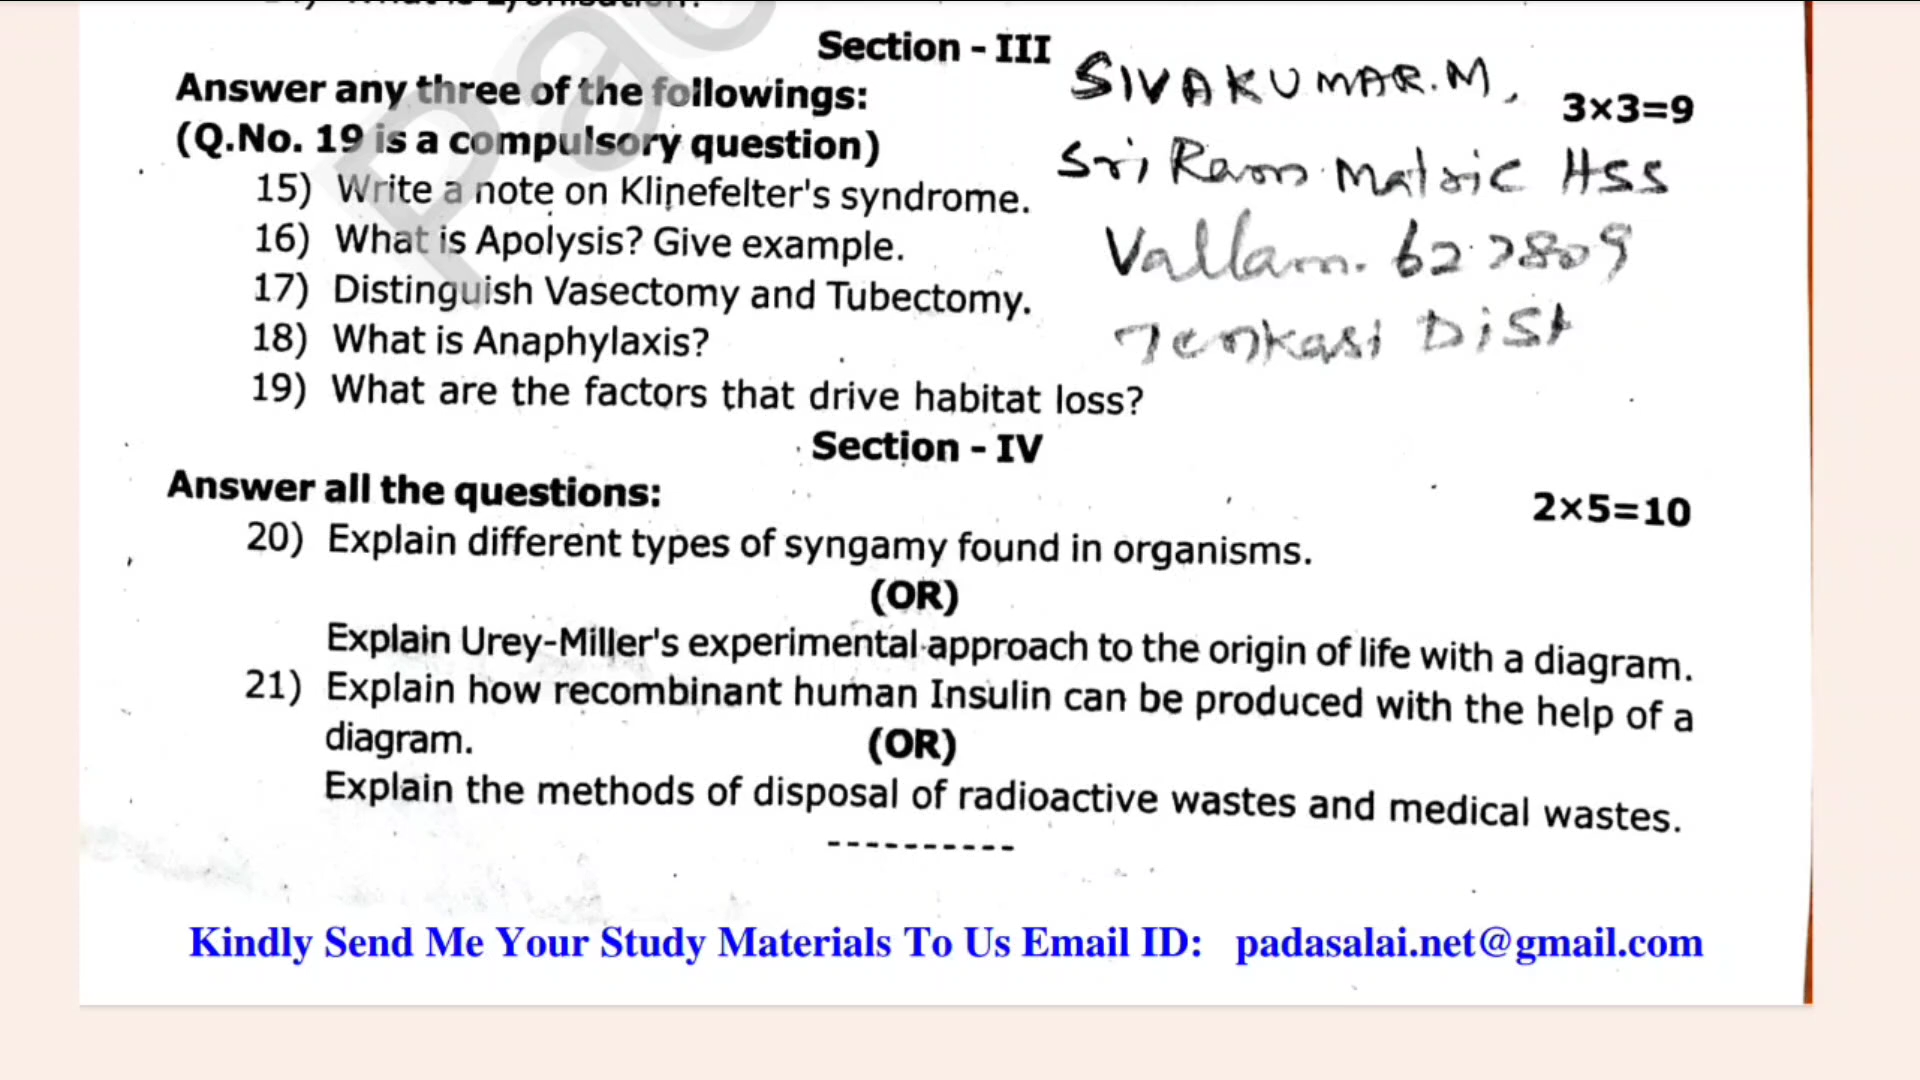 Section - III
Answer any three of the followings:
SIVAKUMAR.M,
3×3=9
(Q.No. 19 is a compulsory question)
Sri Ram Matric HSS
15) Write a note on Klinefelter's syndrome.
16) What is Apolysis? Give example.
Vallam. 627809
17) Distinguish Vasectomy and Tubectomy.
18) What is Anaphylaxis?
Tenkasi Dist
19) What are the factors that drive habitat loss?
Section - IV
Answer all the questions:
2×5=10
20) Explain different types of syngamy found in organisms.
(OR)
Explain Urey-Miller's experimental approach to the origin of life with a diagram.
21) Explain how recombinant human Insulin can be produced with the help of a
diagram.
(OR)
Explain the methods of disposal of radioactive wastes and medical wastes.
----------
Kindly Send Me Your Study Materials To Us Email ID: padasalai.net@gmail.com